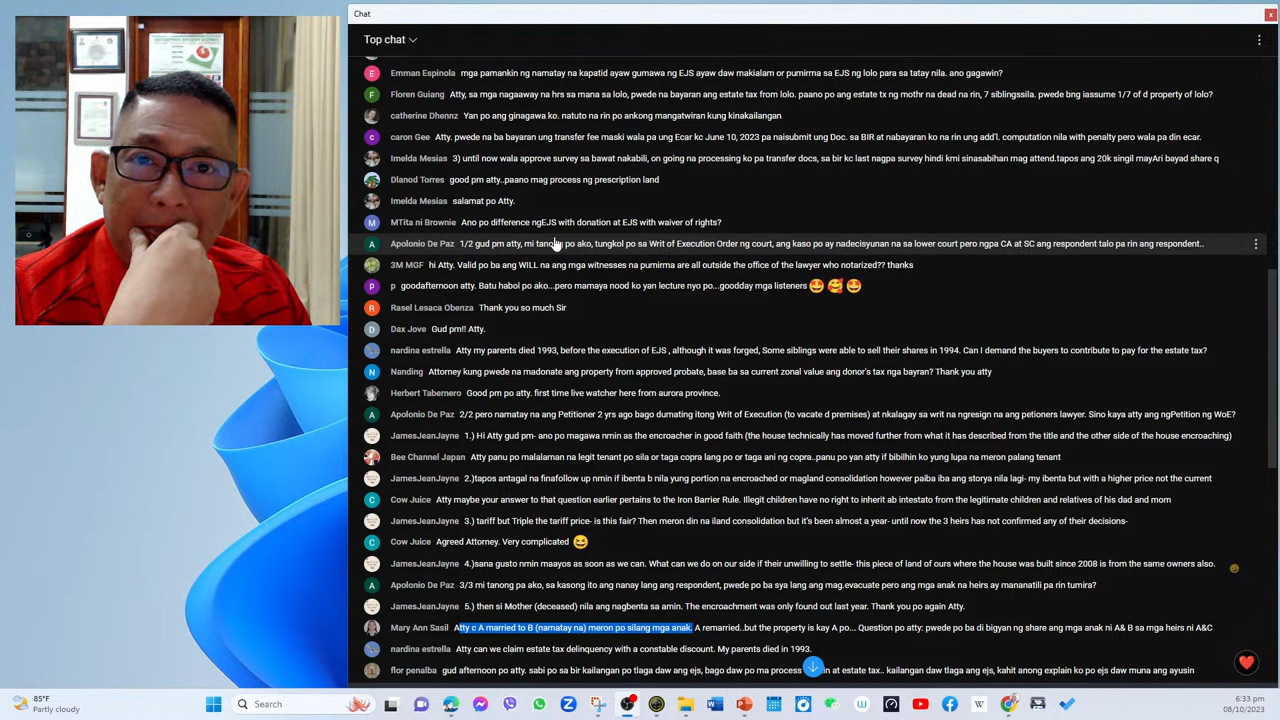 Chat
Top chat
Emman Espinola mga pamankin ng namatay na kapatid ayaw gumawa ng EJS ayaw daw makialam or pumirma sa EJS ng lolo para sa tatay nila. ano gagawin?
Floren Guiang Atty, sa mga nagaaway na hrs sa mana sa lolo, pwede na bayaran ang estate tax from lolo. paano po ang estate tx ng mothr na dead na rin, 7 siblingssila. pwede bng iassume 1/7 of d property of lolo?
catherine Dhennz Yan po ang ginagawa ko. natuto na rin po ankong mangatwiran kung kinakailangan
caron Gee Atty. pwede na ba bayaran ung transfer fee maski wala pa ung Ecar kc June 10, 2023 pa naisubmit ung Doc. sa BIR at nabayaran ko na rin ung add'l. computation nila with penalty pero wala pa din ecar.
Imelda Mesias 3) until now wala approve survey sa bawat nakabili, on going na processing ko pa transfer docs, sa bir kc last nagpa survey hindi kmi sinasabihan mag attend.tapos ang 20k singil mayAri bayad share q
Dlanod Torres good pm atty..paano mag process ng prescription land
Imelda Mesias salamat po Atty.
MTita ni Brownie Ano po difference ngEJS with donation at EJS with waiver of rights?
Apolonio De Paz 1/2 gud pm atty, mi tanong po ako, tungkol po sa Writ of Execution Order ng court, ang kaso po ay nadecisyunan na sa lower court pero ngpa CA at SC ang respondent talo pa rin ang respondent..
3M MGF hi Atty. Valid po ba ang WILL na ang mga witnesses na pumirma are all outside the office of the lawyer who notarized?? thanks
p goodafternoon atty. Batu habol po ako...pero mamaya nood ko yan lecture nyo po...goodday mga listeners
Rasel Lesaca Obenza Thank you so much Sir
Dax Jove Gud pm!! Atty.
nardina estrella Atty my parents died 1993, before the execution of EJS , although it was forged, Some siblings were able to sell their shares in 1994. Can I demand the buyers to contribute to pay for the estate tax?
Nanding Attorney kung pwede na madonate ang property from approved probate, base ba sa current zonal value ang donor's tax nga bayran? Thank you atty
Herbert Tabernero Good pm po atty. first time live watcher here from aurora province.
Apolonio De Paz 2/2 pero namatay na ang Petitioner 2 yrs ago bago dumating itong Writ of Execution (to vacate d premises) at nkalagay sa writ na ngresign na ang petioners lawyer. Sino kaya atty ang ngPetition ng WoE?
JamesJeanJayne 1.) Hi Atty gud pm- ano po magawa nmin as the encroacher in good faith (the house technically has moved further from what it has described from the title and the other side of the house encroaching)
Bee Channel Japan Atty panu po malaman na legit tenant po sila or taga copra lang po or taga ani ng copra..panu po yan atty if bibilhin ko yung lupa na meron palang tenant
JamesJeanJayne 2.)tapos antagal na finafollow up nmin if ibenta b nila yung portion na encroached or magland consolidation however paiba iba ang storya nila lagi- my ibenta but with a higher price not the current
Cow Juice Atty maybe your answer to that question earlier pertains to the Iron Barrier Rule. Illegit children have no right to inherit ab intestato from the legitimate children and relatives of his dad and mom
JamesJeanJayne 3.) tariff but Triple the tariff price- is this fair? Then meron din na iland consolidation but it's been almost a year- until now the 3 heirs has not confirmed any of their decisions-
Cow Juice Agreed Attorney. Very complicated
JamesJeanJayne 4.)sana gusto nmin maayos as soon as we can. What can we do on our side if their unwilling to settle- this piece of land of ours where the house was built since 2008 is from the same owners also.
Apolonio De Paz 3/3 mi tanong pa ako, sa kasong ito ang nanay lang ang respondent, pwede po ba sya lang ang mag.evacuate pero ang mga anak na heirs ay mananatili pa rin tumira?
JamesJeanJayne 5.) then si Mother (deceased) nila ang nagbenta sa amin. The encroachment was only found out last year. Thank you po again Atty.
Mary Ann Sasil Atty c A married to B (namatay na) meron po silang mga anak. A remarried..but the property is kay A po... Question po atty: pwede po ba di bigyan ng share ang mga anak ni A& B sa mga heirs ni A&C
nardina estrella Atty can we claim estate tax delinquency with a constable discount. My parents died in 1993.
85°F
Partly cloudy
Search
6:33 pm
08/10/2023